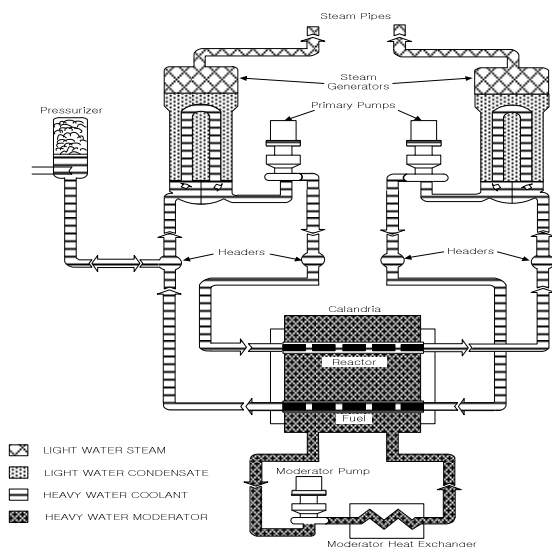 Steam Pipes
Steam
Generators
Primary Pumps
Pressurizer
Headers
Headers
Calandria
Reactor
Fuel
Moderator Pump
Moderator Heat Exchanger
LIGHT WATER STEAM
LIGHT WATER CONDENSATE
HEAVY WATER COOLANT
HEAVY WATER MODERATOR